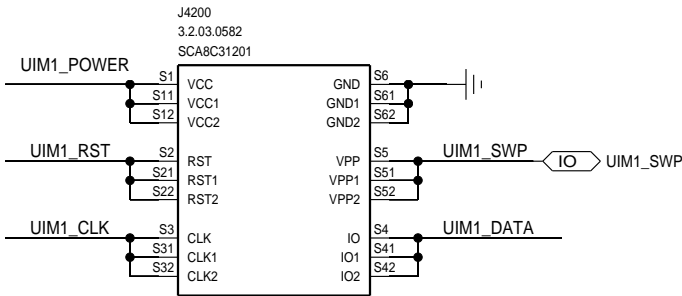 J4200
3.2.03.0582
SCA8C31201
UIM1_POWER S1 VCC GND S6
S11 VCC1 GND1 S61
S12 VCC2 GND2 S62
UIM1_RST S2 RST VPP S5 UIM1_SWP IO UIM1_SWP
S21 RST1 VPP1 S51
S22 RST2 VPP2 S52
UIM1_CLK S3 CLK IO S4 UIM1_DATA
S31 CLK1 IO1 S41
S32 CLK2 IO2 S42